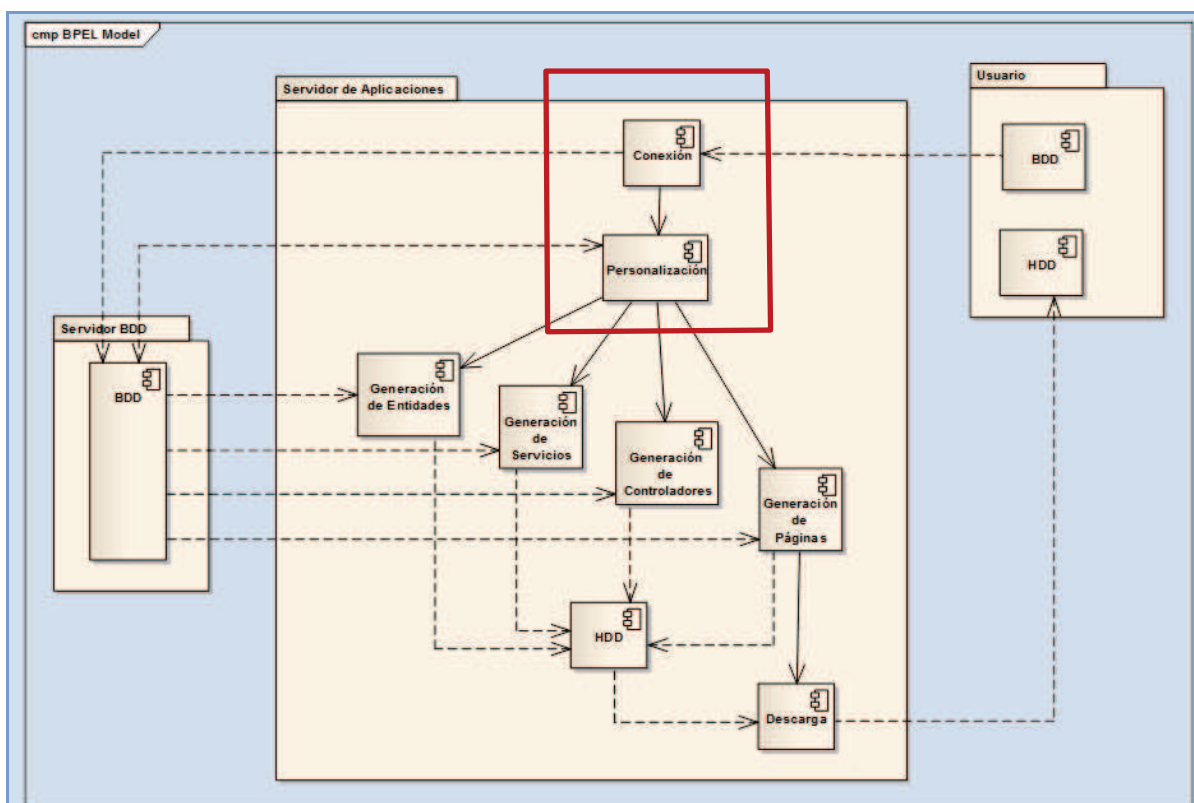 cmp BPEL Model
Servidor de Aplicaciones
Usuario
Conexión
BDD
Personalización
HDD
Servidor BDD
BDD
Generación
de Entidades
Generación
de
Servicios
Generación
de
Controladores
Generación
de
Páginas
HDD
Descarga